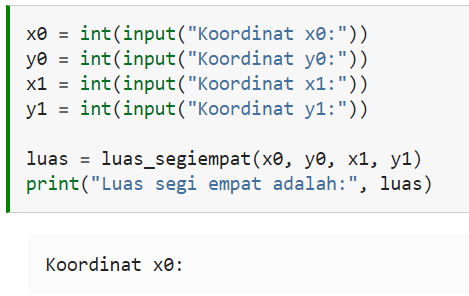 x0 = int(input("Koordinat x0:"))
y0 = int(input("Koordinat y0:"))
x1 = int(input("Koordinat x1:"))
y1 = int(input("Koordinat y1:"))
luas = luas_segiempat(x0, y0, x1, y1)
print("Luas segi empat adalah:", luas)
Koordinat x0: